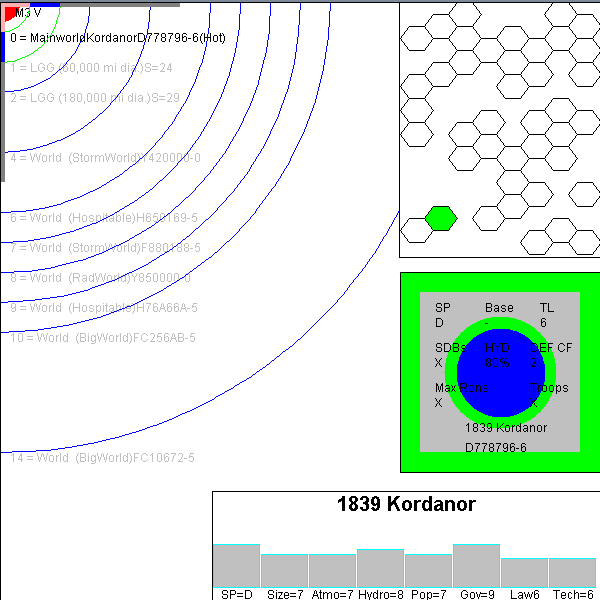 M3 V
0 = MainworldKordanorD778796-6(Hot)
1 = LGG (60,000 mi dia.)S=24
2 = LGG (180,000 mi dia.)S=29
4 = World (StormWorld)Y420000-0
6 = World (Hospitable)H650169-5
7 = World (StormWorld)F880188-5
8 = World (RadWorld)Y850000-0
9 = World (Hospitable)H76A66A-5
10 = World (BigWorld)FC256AB-5
14 = World (BigWorld)FC10672-5
SP Base TL
D - 6
SDBs HYD DEF CF
X 80% 2
Max Troops
X X
1839 Kordanor
D778796-6
1839 Kordanor
SP=D Size=7 Atmo=7 Hydro=8 Pop=7 Gov=9 Law6 Tech=6